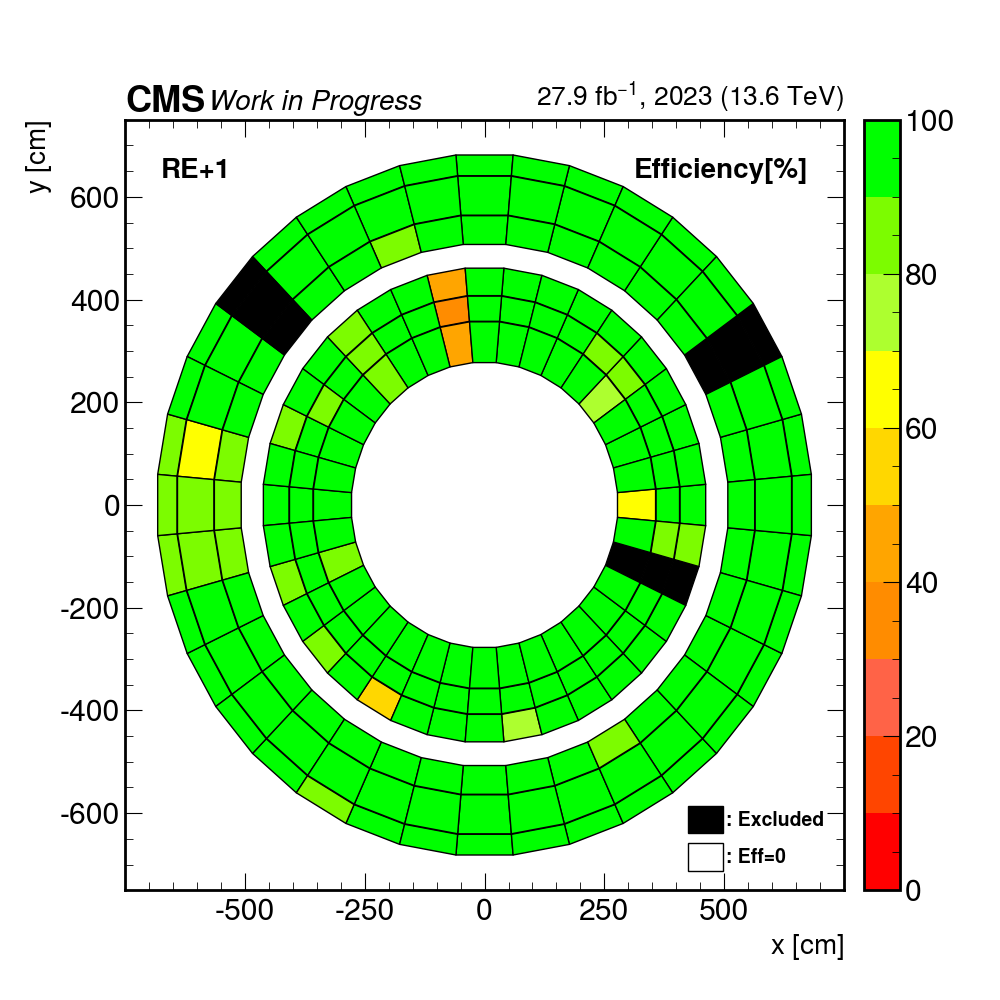 CMS Work in Progress 27.9 fb⁻¹, 2023 (13.6 TeV)
y [cm]
RE+1 Efficiency[%]
600
400
200
0
-200
-400
-600
: Excluded
: Eff=0
-500 -250 0 250 500
x [cm]
100
80
60
40
20
0